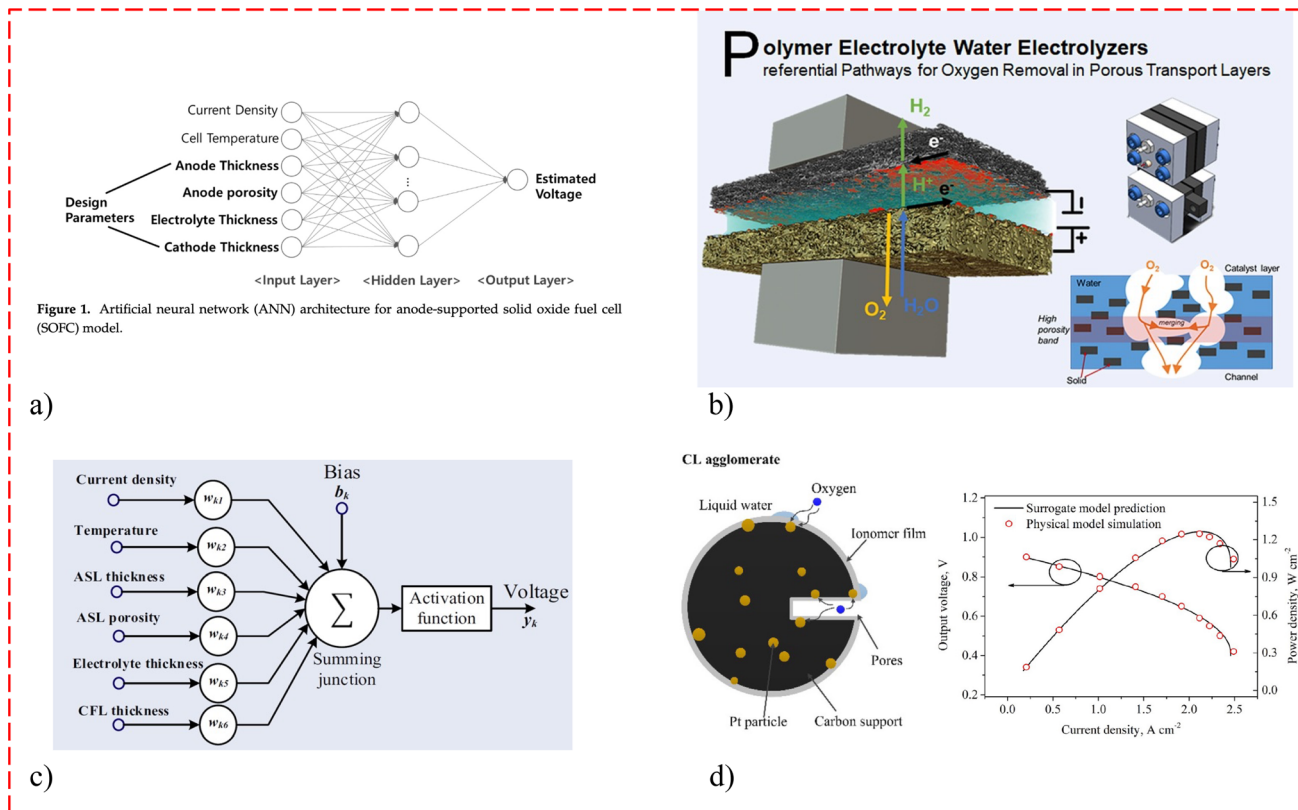 Current Density
Cell Temperature
Anode Thickness
Anode porosity
Electrolyte Thickness
Cathode Thickness
Design
Parameters
Estimated
Voltage
<Input Layer> <Hidden Layer> <Output Layer>
Figure 1. Artificial neural network (ANN) architecture for anode-supported solid oxide fuel cell
(SOFC) model.
a)
Polymer Electrolyte Water Electrolyzers
Preferential Pathways for Oxygen Removal in Porous Transport Layers
H2
e-
H+
e-
I
+
O2
H2O
O2
O2
Catalyst layer
Water
High
porosity
band
merging
Solid
Channel
b)
Current density
wk1
Temperature
wk2
ASL thickness
wk3
ASL porosity
wk4
Electrolyte thickness
wk5
CFL thickness
wk6
Bias
bk
Σ
Summing
junction
Activation
function
Voltage
yk
c)
CL agglomerate
Liquid water
Oxygen
Ionomer film
Pores
Pt particle
Carbon support
Output voltage, V
1.2
1.0
0.8
0.6
0.4
0.2
Surrogate model prediction
Physical model simulation
1.5
1.2
0.9
0.6
0.3
0.0
Power density, W cm-2
0.0 0.5 1.0 1.5 2.0 2.5
Current density, A cm-2
d)